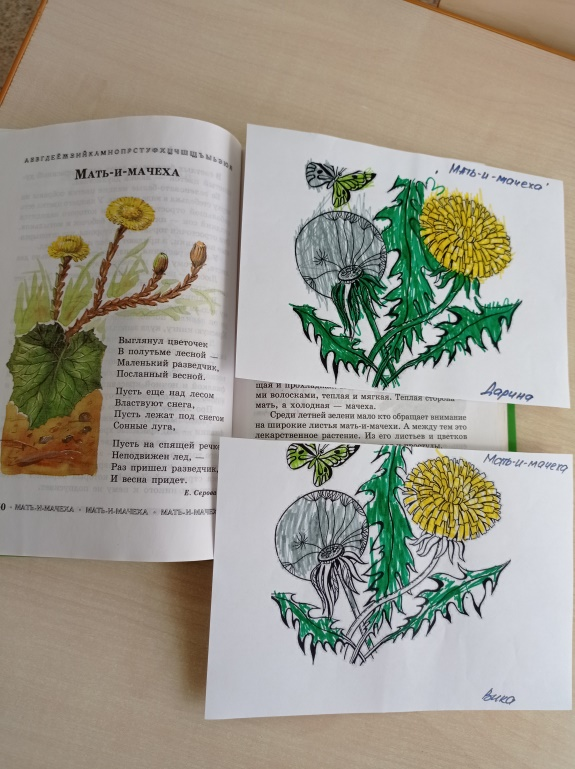 АБВГДЕЁЖЗИЙКЛМНОПРСТУФХЦЧШЩЪЫЬЭЮЯ
МАТЬ-И-МАЧЕХА
Выглянул цветочек
В полутьме лесной —
Маленький разведчик,
Посланный весной.
Пусть еще над лесом
Властвуют снега,
Пусть лежат под снегом
Сонные луга,
Пусть на спящей речке
Неподвижен лед, —
Раз пришел разведчик,
И весна придет.
Е. Серова
0 • МАТЬ-И-МАЧЕХА • МАТЬ-И-МАЧЕХА • МАТЬ-И-МАЧЕХА
"Мать-и-мачеха"
Дарина
щая и прохладная
ми волосками, теплая и мягкая. Теплая сторона
мать, а холодная — мачеха.
Среди летней зелени мало кто обращает внимание
на широкие листья мать-и-мачехи. А между тем это
лекарственное растение. Из его листьев и цветков
Мать-и-мачеха
Вика